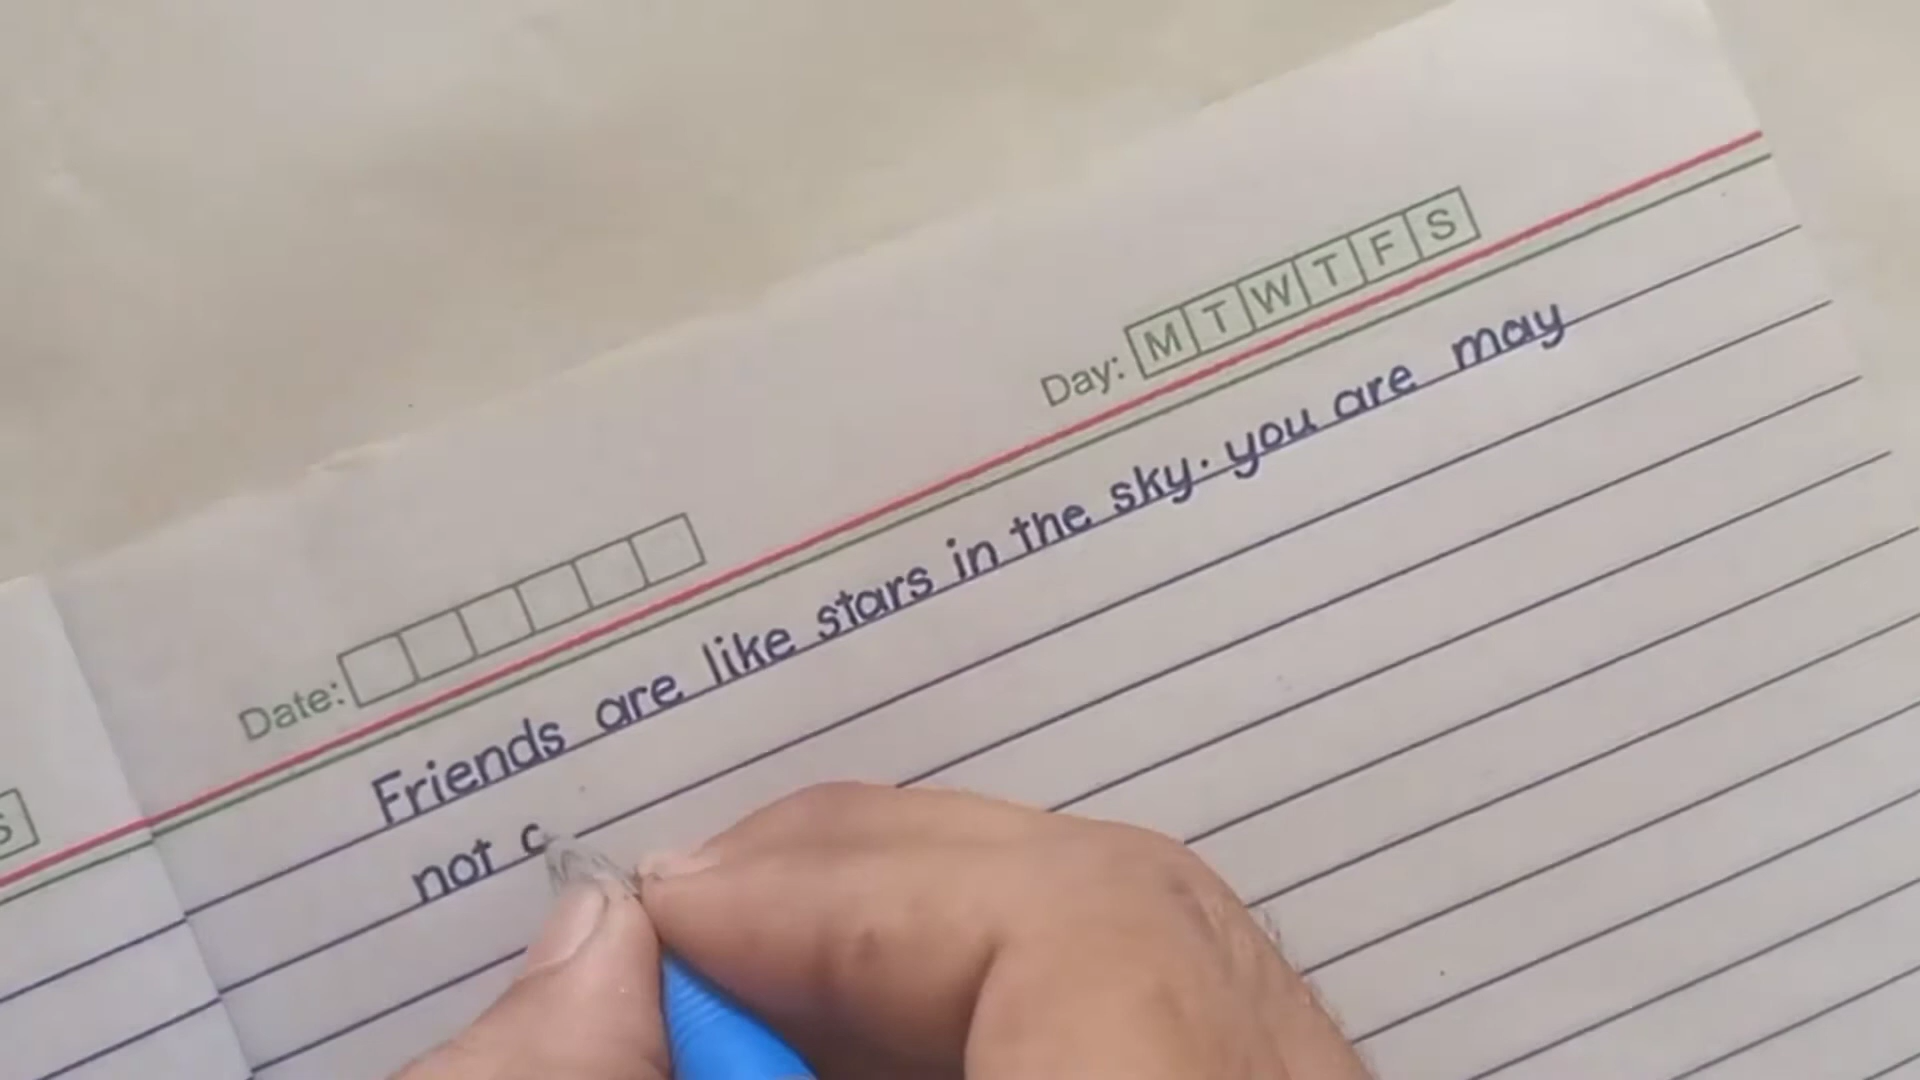 Day: M T W T F S
Date:
Friends are like stars in the sky. you are may
not
S